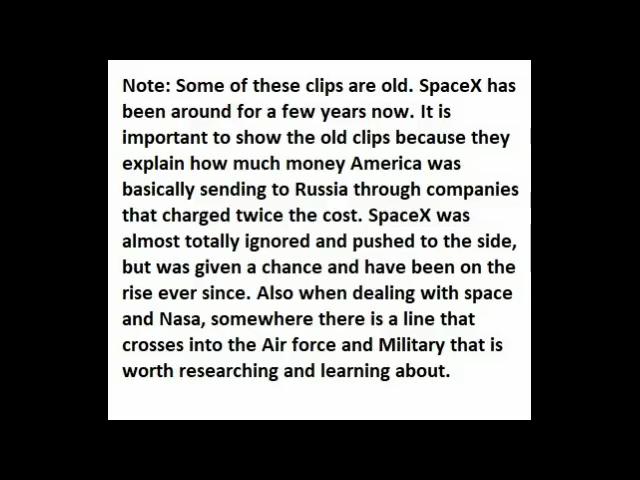 Note: Some of these clips are old. SpaceX has
been around for a few years now. It is
important to show the old clips because they
explain how much money America was
basically sending to Russia through companies
that charged twice the cost. SpaceX was
almost totally ignored and pushed to the side,
but was given a chance and have been on the
rise ever since. Also when dealing with space
and Nasa, somewhere there is a line that
crosses into the Air force and Military that is
worth researching and learning about.